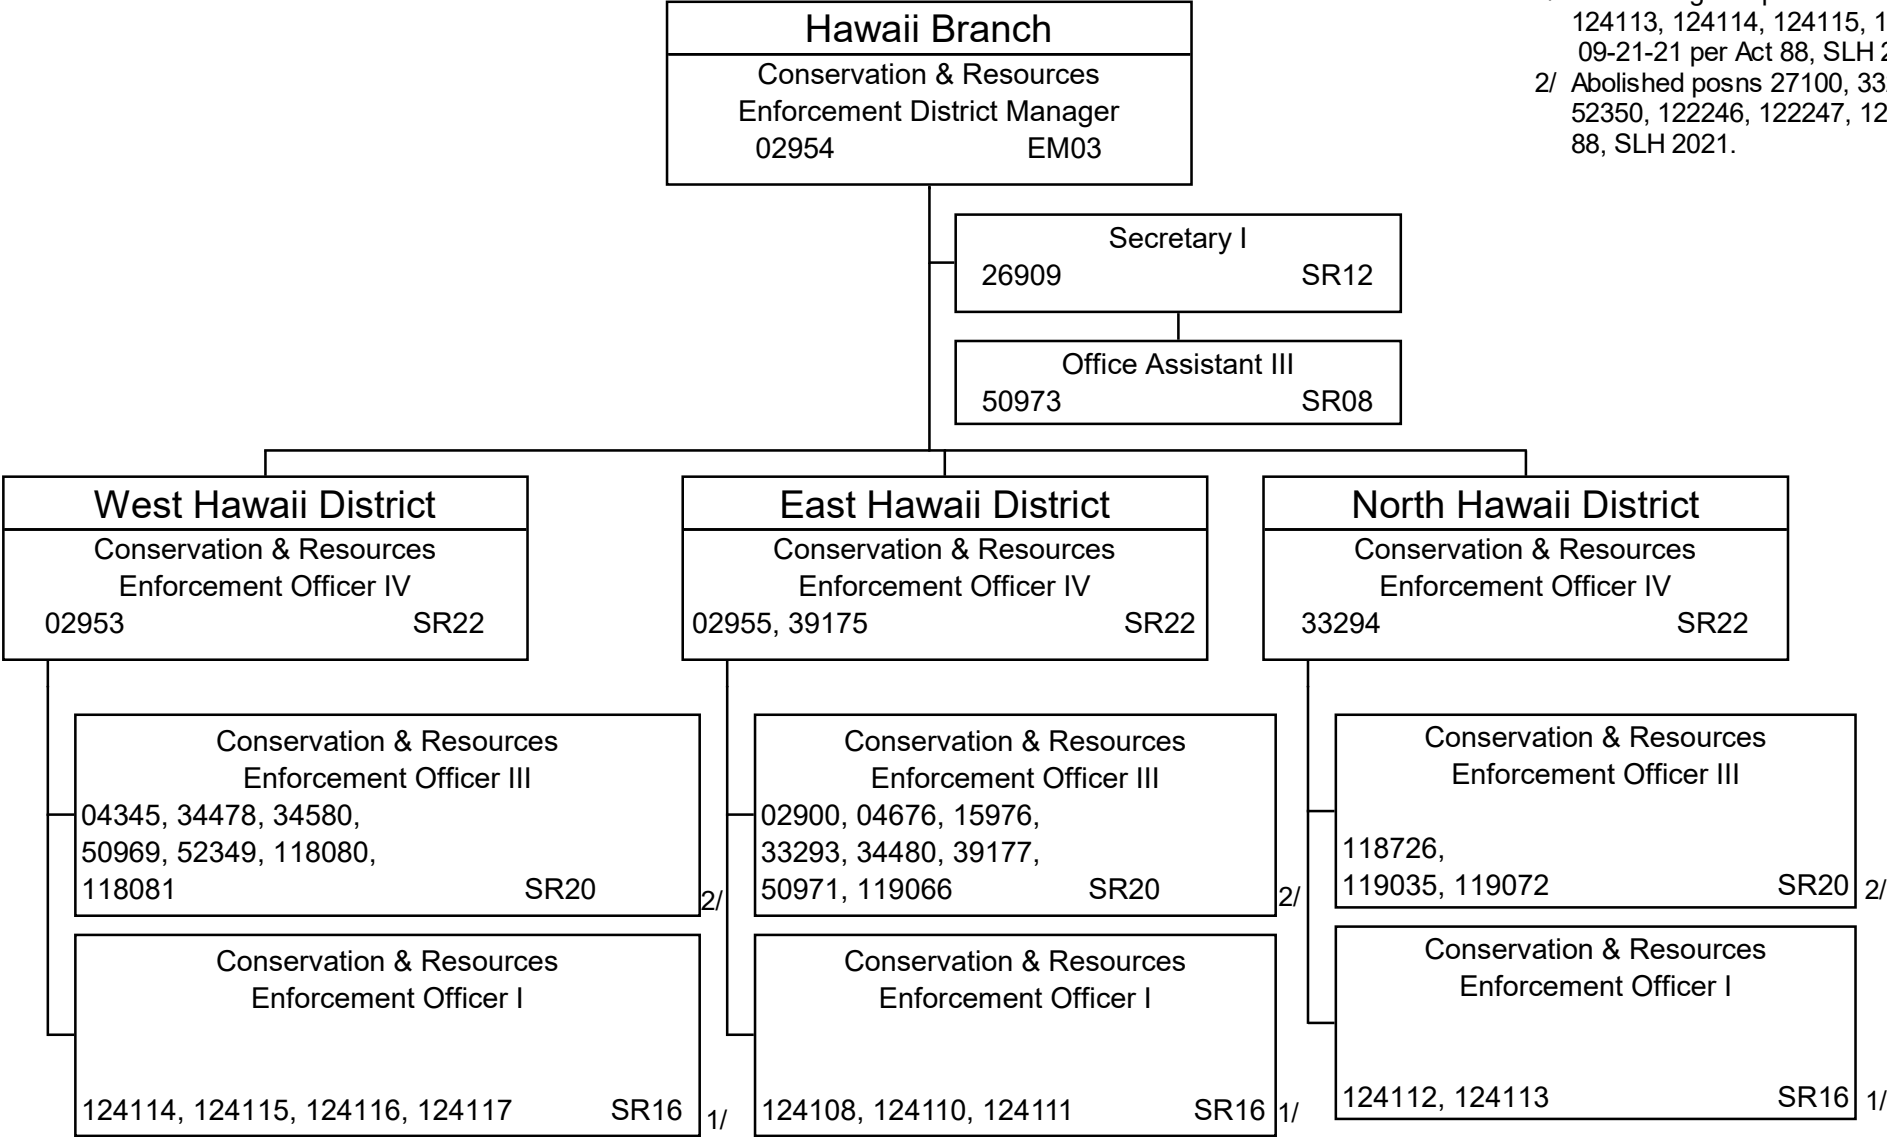 Hawaii Branch
Conservation & Resources
Enforcement District Manager
02954 EM03
124113, 124114, 124115,
09-21-21 per Act 88, SLH
2/ Abolished posns 27100,
52350, 122246, 122247,
88, SLH 2021.
Secretary I
26909 SR12
Office Assistant III
50973 SR08
West Hawaii District
Conservation & Resources
Enforcement Officer IV
02953 SR22
East Hawaii District
Conservation & Resources
Enforcement Officer IV
02955, 39175 SR22
North Hawaii District
Conservation & Resources
Enforcement Officer IV
33294 SR22
Conservation & Resources
Enforcement Officer III
04345, 34478, 34580,
50969, 52349, 118080,
118081 SR20 2/
Conservation & Resources
Enforcement Officer III
02900, 04676, 15976,
33293, 34480, 39177,
50971, 119066 SR20 2/
Conservation & Resources
Enforcement Officer III
118726,
119035, 119072 SR20 2/
Conservation & Resources
Enforcement Officer I
124114, 124115, 124116, 124117 SR16 1/
Conservation & Resources
Enforcement Officer I
124108, 124110, 124111 SR16 1/
Conservation & Resources
Enforcement Officer I
124112, 124113 SR16 1/